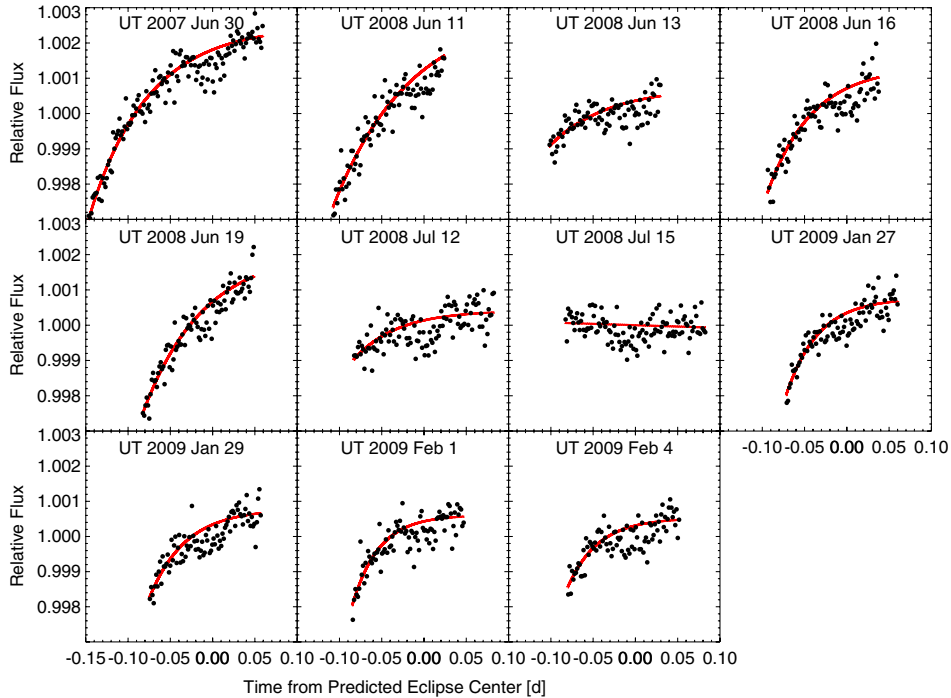 1.003
UT 2007 Jun 30
UT 2008 Jun 11
UT 2008 Jun 13
UT 2008 Jun 16
1.002
1.001
1.000
0.999
0.998
Relative Flux
1.003
UT 2008 Jun 19
UT 2008 Jul 12
UT 2008 Jul 15
UT 2009 Jan 27
1.002
1.001
1.000
0.999
0.998
Relative Flux
-0.10 -0.05 0.00 0.05 0.10
1.003
UT 2009 Jan 29
UT 2009 Feb 1
UT 2009 Feb 4
1.002
1.001
1.000
0.999
0.998
0.997
Relative Flux
-0.15 -0.10 -0.05 0.00 0.05 0.10
-0.10 -0.05 0.00 0.05 0.10
-0.10 -0.05 0.00 0.05 0.10
Time from Predicted Eclipse Center [d]